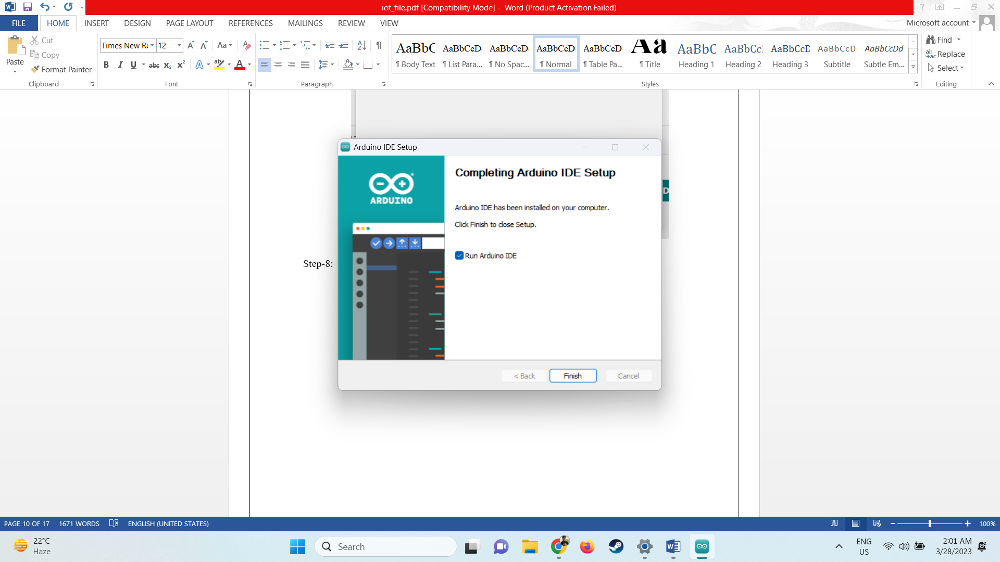 iot_file.pdf [Compatibility Mode] - Word (Product Activation Failed)
FILE HOME INSERT DESIGN PAGE LAYOUT REFERENCES MAILINGS REVIEW VIEW Microsoft account
Paste
Cut
Copy
Format Painter
Clipboard
Times New Ro 12
Font
Paragraph
AaBbC AaBbCcD AaBbCcD AaBbCcD AaBbCcD Aa. AaBbC AaBbCcI AaBbCcD AaBbCcD AaBbCcDd
¶ Body Text ¶ List Para... ¶ No Spac... ¶ Normal ¶ Table Pa... ¶ Title Heading 1 Heading 2 Heading 3 Subtitle Subtle Em...
Styles
Find
Replace
Select
Editing
Arduino IDE Setup
ARDUINO
Completing Arduino IDE Setup
Arduino IDE has been installed on your computer.
Click Finish to close Setup.
Run Arduino IDE
< Back Finish Cancel
Step-8:
PAGE 10 OF 17 1671 WORDS ENGLISH (UNITED STATES) 100%
22°C
Haze
Search
ENG
US
2:01 AM
3/28/2023